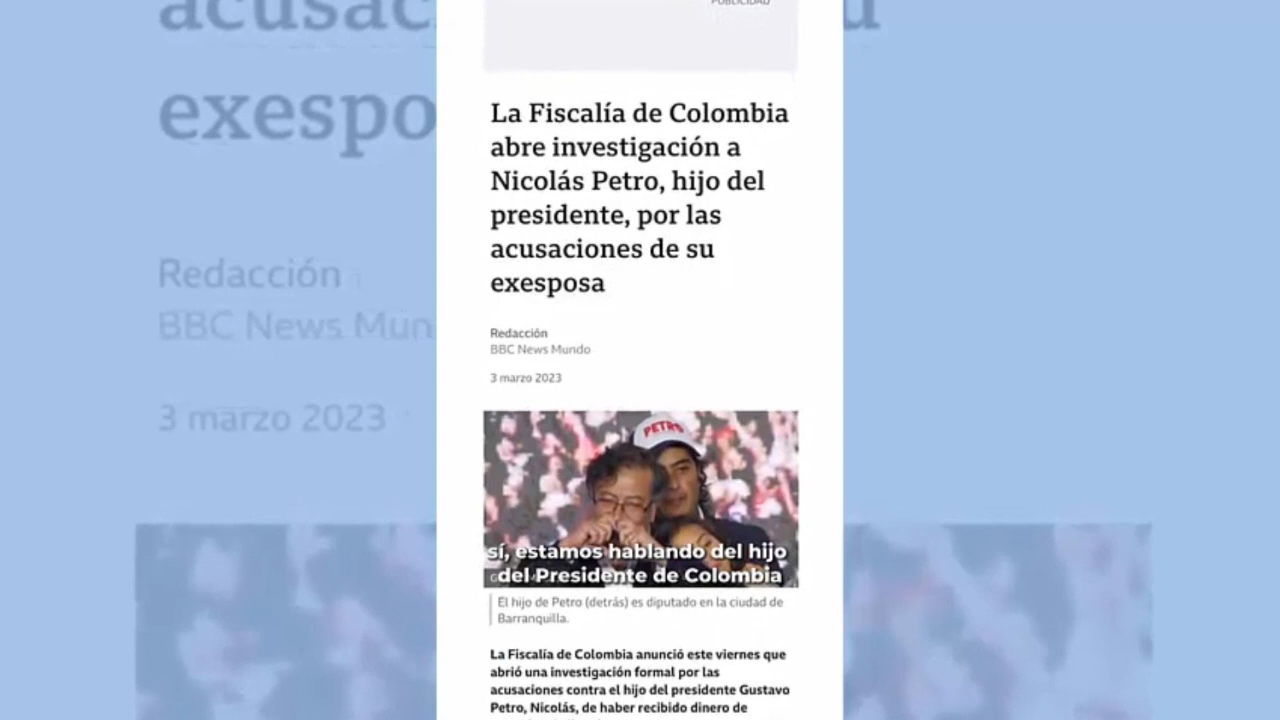 PUBLICIDAD
La Fiscalía de Colombia
abre investigación a
Nicolás Petro, hijo del
presidente, por las
acusaciones de su
exesposa
Redacción
BBC News Mundo
3 marzo 2023
PETRO
sí, estamos hablando del hijo
del Presidente de Colombia
El hijo de Petro (detrás) es diputado en la ciudad de
Barranquilla.
La Fiscalía de Colombia anunció este viernes que
abrió una investigación formal por las
acusaciones contra el hijo del presidente Gustavo
Petro, Nicolás, de haber recibido dinero de
exespo
Redacción
BBC News Mun
3 marzo 2023